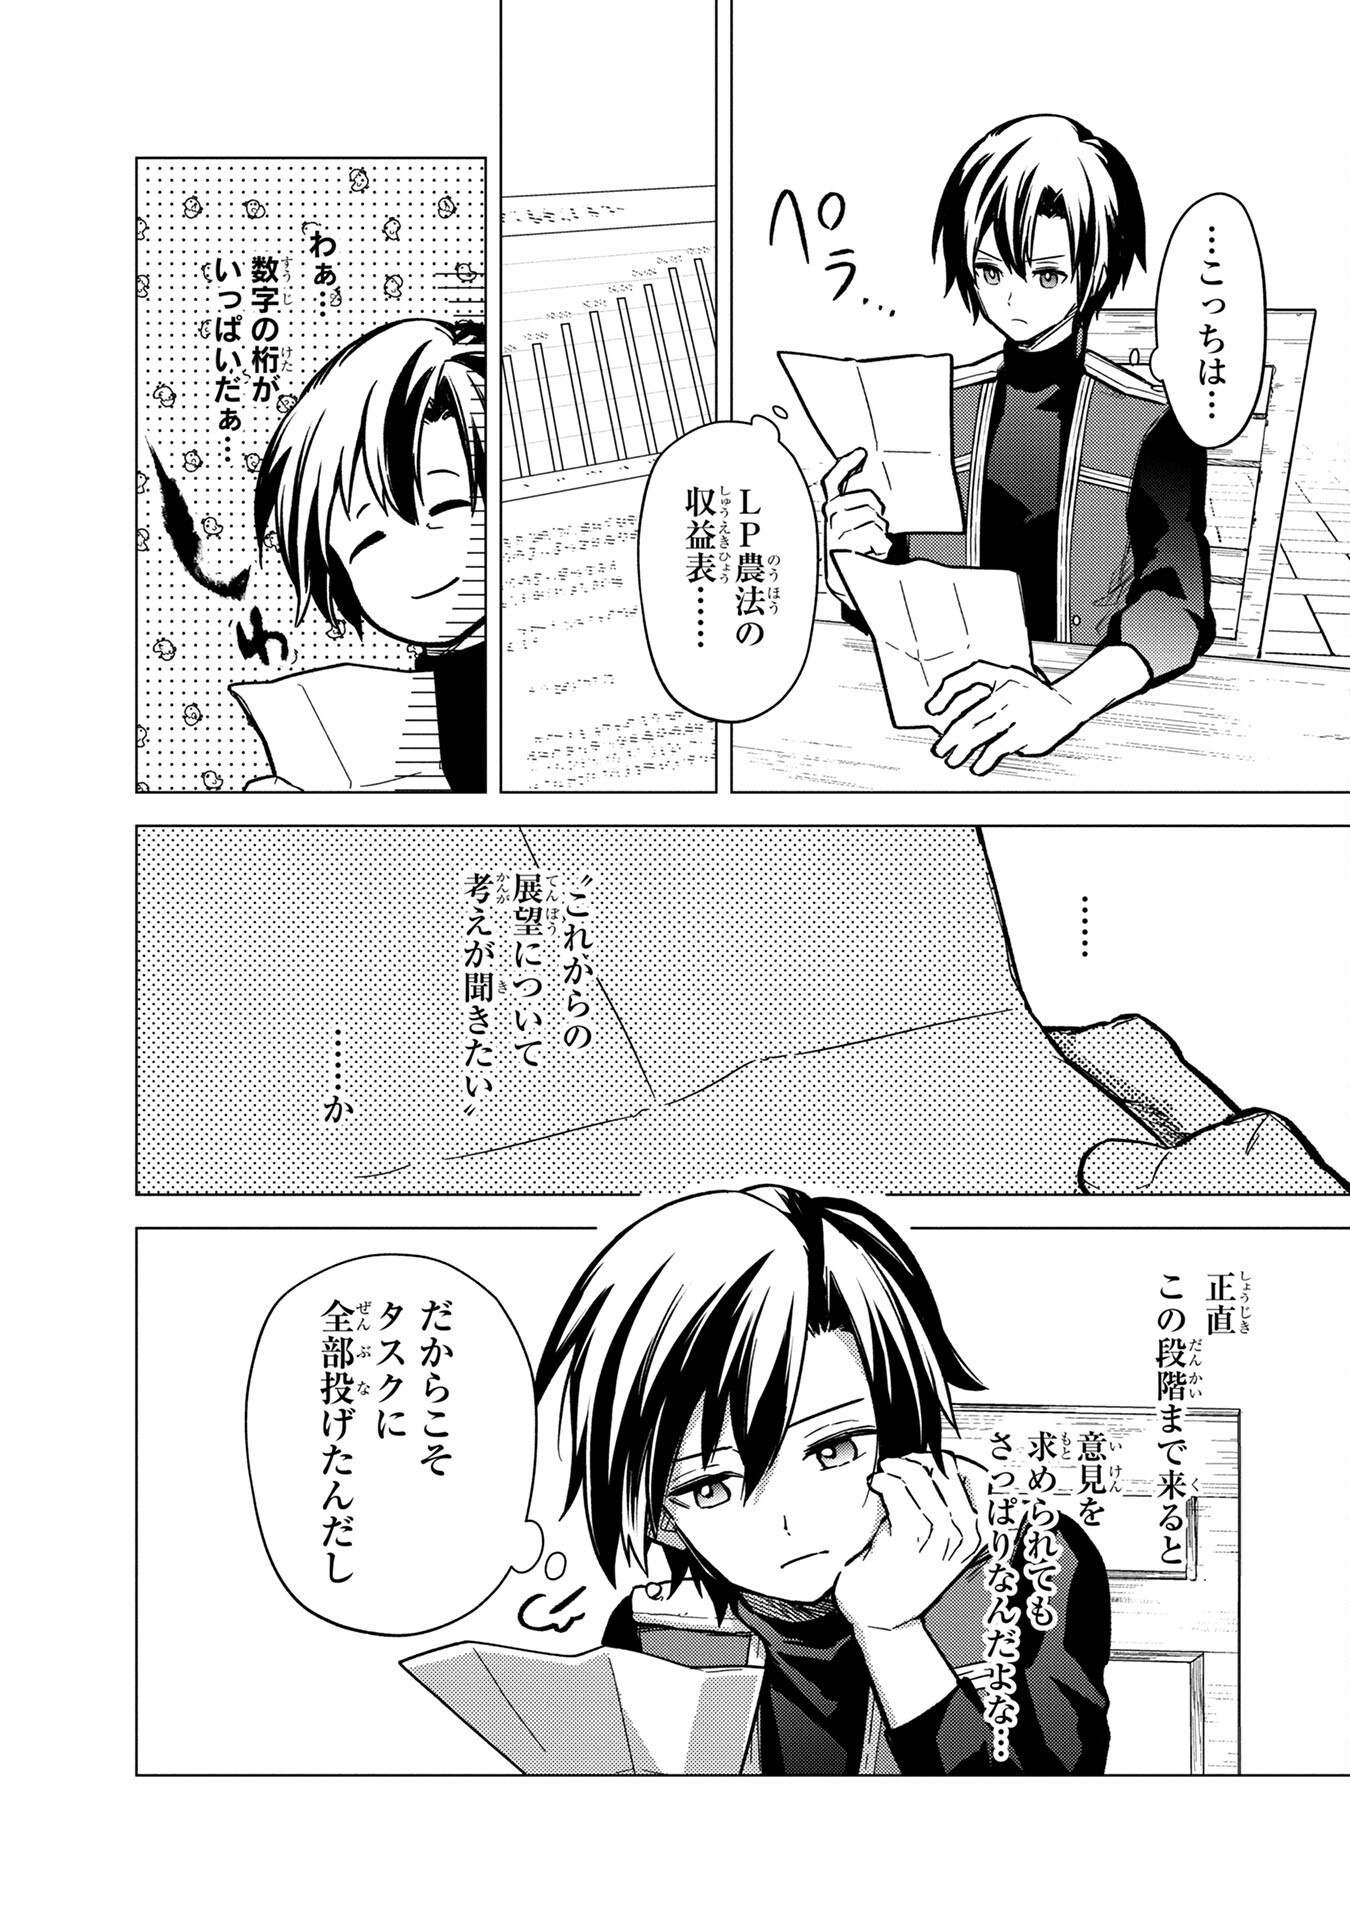 …こっちは…
ペラ…
LP農法の
収益表……
わぁ…
数字の桁が
いっぱいだぁ…
……
〝これからの
展望について
考えが聞きたい〟
………か
正直
この段階まで来ると
意見を
求められても
さっぱりなんだよな…
だからこそ
タスクに
全部投げたんだし